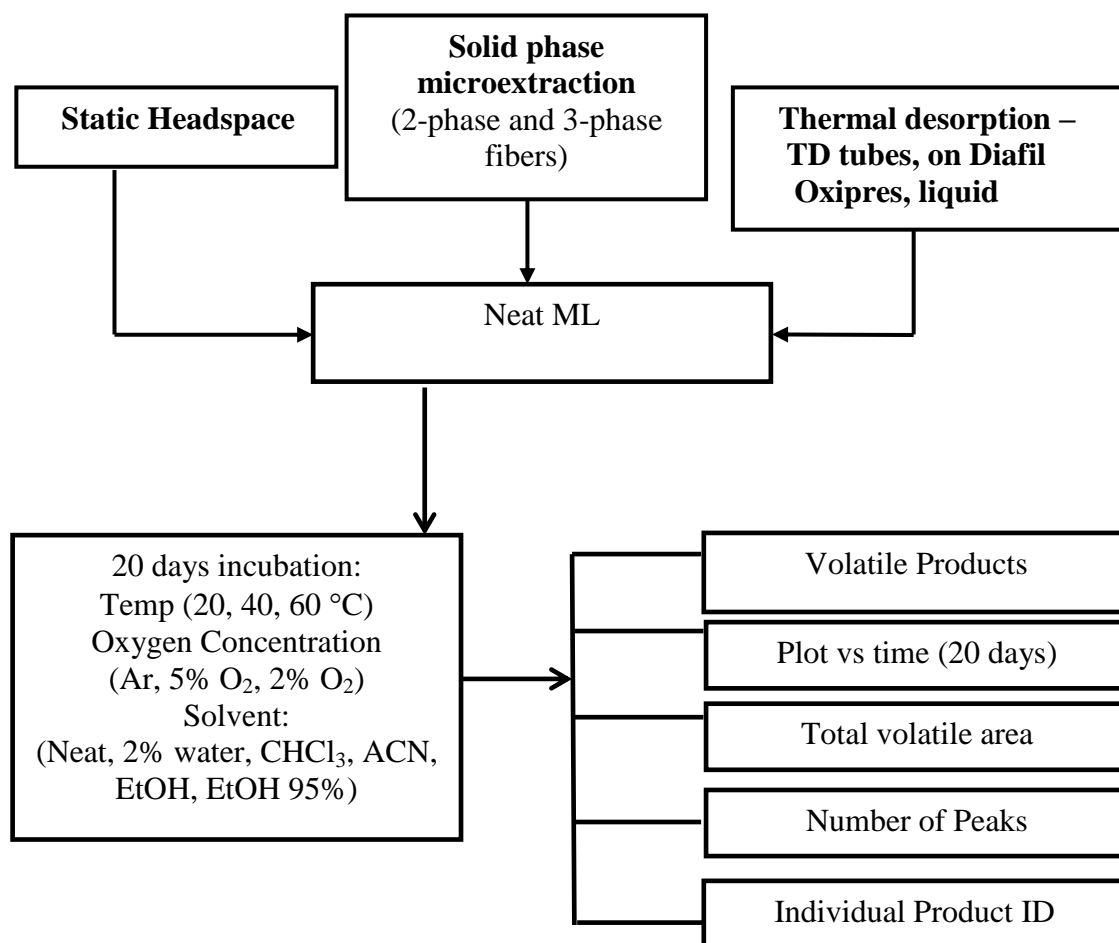 Static Headspace
Solid phase
microextraction
(2-phase and 3-phase
fibers)
Thermal desorption –
TD tubes, on Diafil
Oxipres, liquid
Neat ML
20 days incubation:
Temp (20, 40, 60 °C)
Oxygen Concentration
(Ar, 5% O₂, 2% O₂)
Solvent:
(Neat, 2% water, CHCl₃, ACN,
EtOH, EtOH 95%)
Volatile Products
Plot vs time (20 days)
Total volatile area
Number of Peaks
Individual Product ID